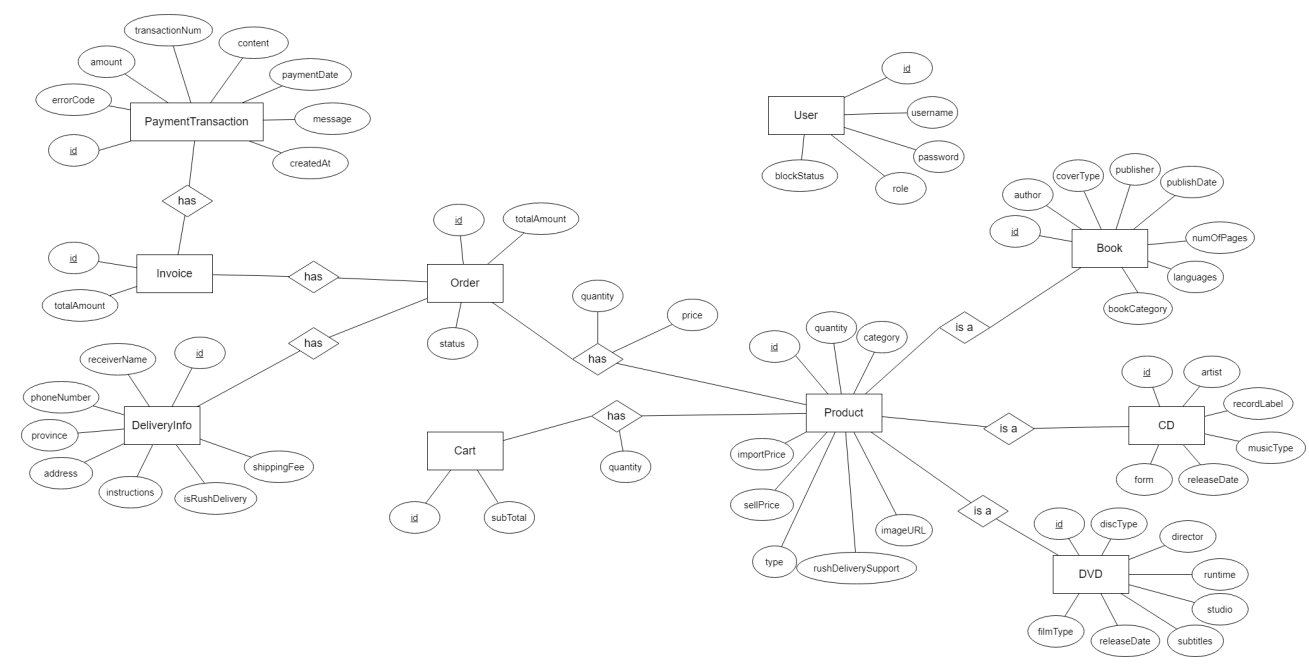 transactionNum
content
amount
paymentDate
errorCode
PaymentTransaction
message
id
createdAt
has
id
Invoice
totalAmount
has
id
totalAmount
Order
status
has
receiverName
id
phoneNumber
DeliveryInfo
province
address
instructions
isRushDelivery
shippingFee
quantity
price
has
has
quantity
Cart
id
subTotal
id
username
User
password
blockStatus
role
id
quantity
category
Product
importPrice
sellPrice
type
rushDeliverySupport
imageURL
is a
is a
is a
coverType
publisher
publishDate
author
id
Book
numOfPages
languages
bookCategory
id
artist
recordLabel
CD
musicType
form
releaseDate
id
discType
director
DVD
runtime
studio
filmType
releaseDate
subtitles